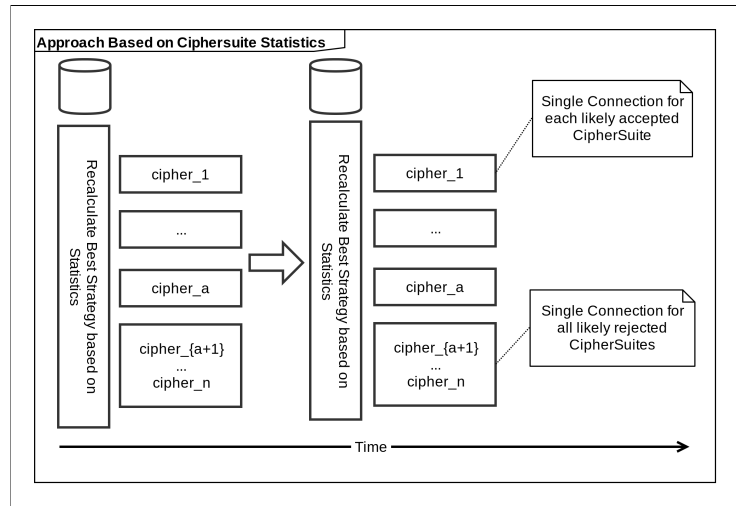 Approach Based on Ciphersuite Statistics
Recalculate Best Strategy based on
Statistics
cipher_1
...
cipher_a
cipher_{a+1}
...
cipher_n
Recalculate Best Strategy based on
Statistics
cipher_1
...
cipher_a
cipher_{a+1}
...
cipher_n
Single Connection for
each likely accepted
CipherSuite
Single Connection for
all likely rejected
CipherSuites
Time